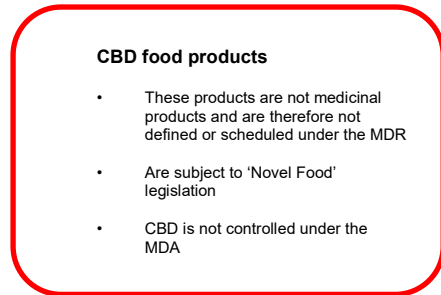 CBD food products
• These products are not medicinal
products and are therefore not
defined or scheduled under the MDR
• Are subject to ‘Novel Food’
legislation
• CBD is not controlled under the
MDA